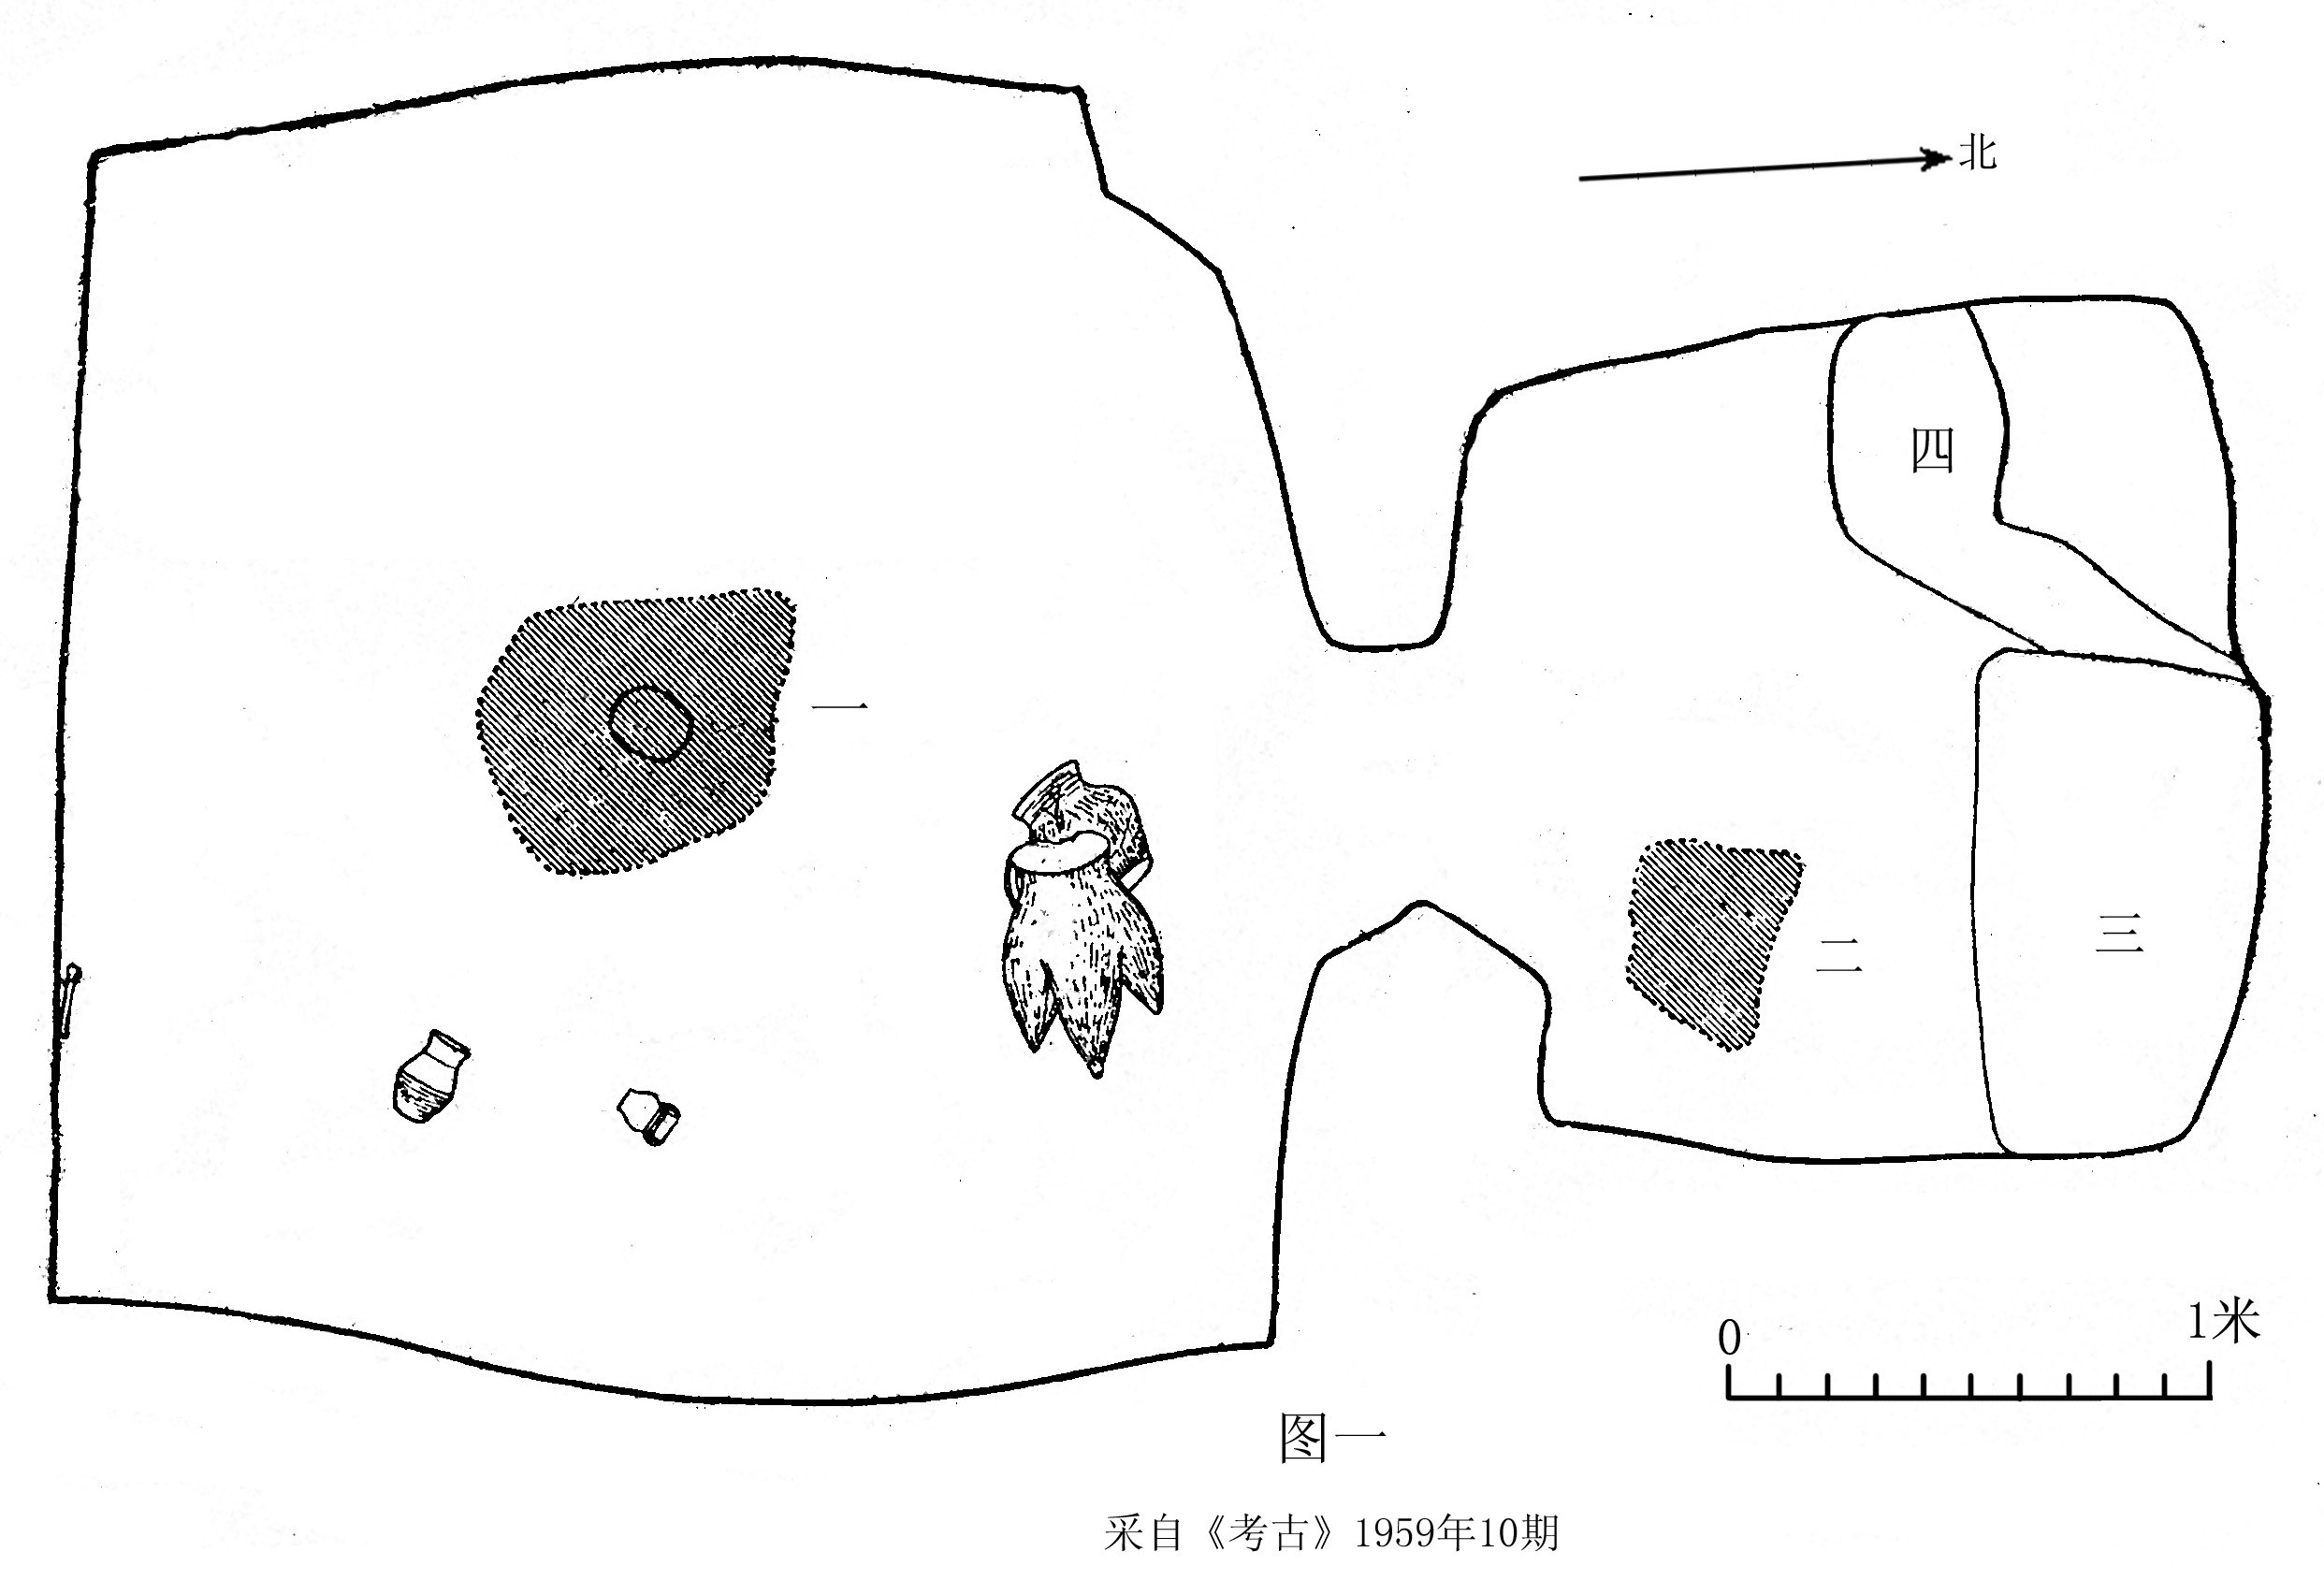 北
四
一
二
三
0 1米
图一
采自《考古》1959年10期